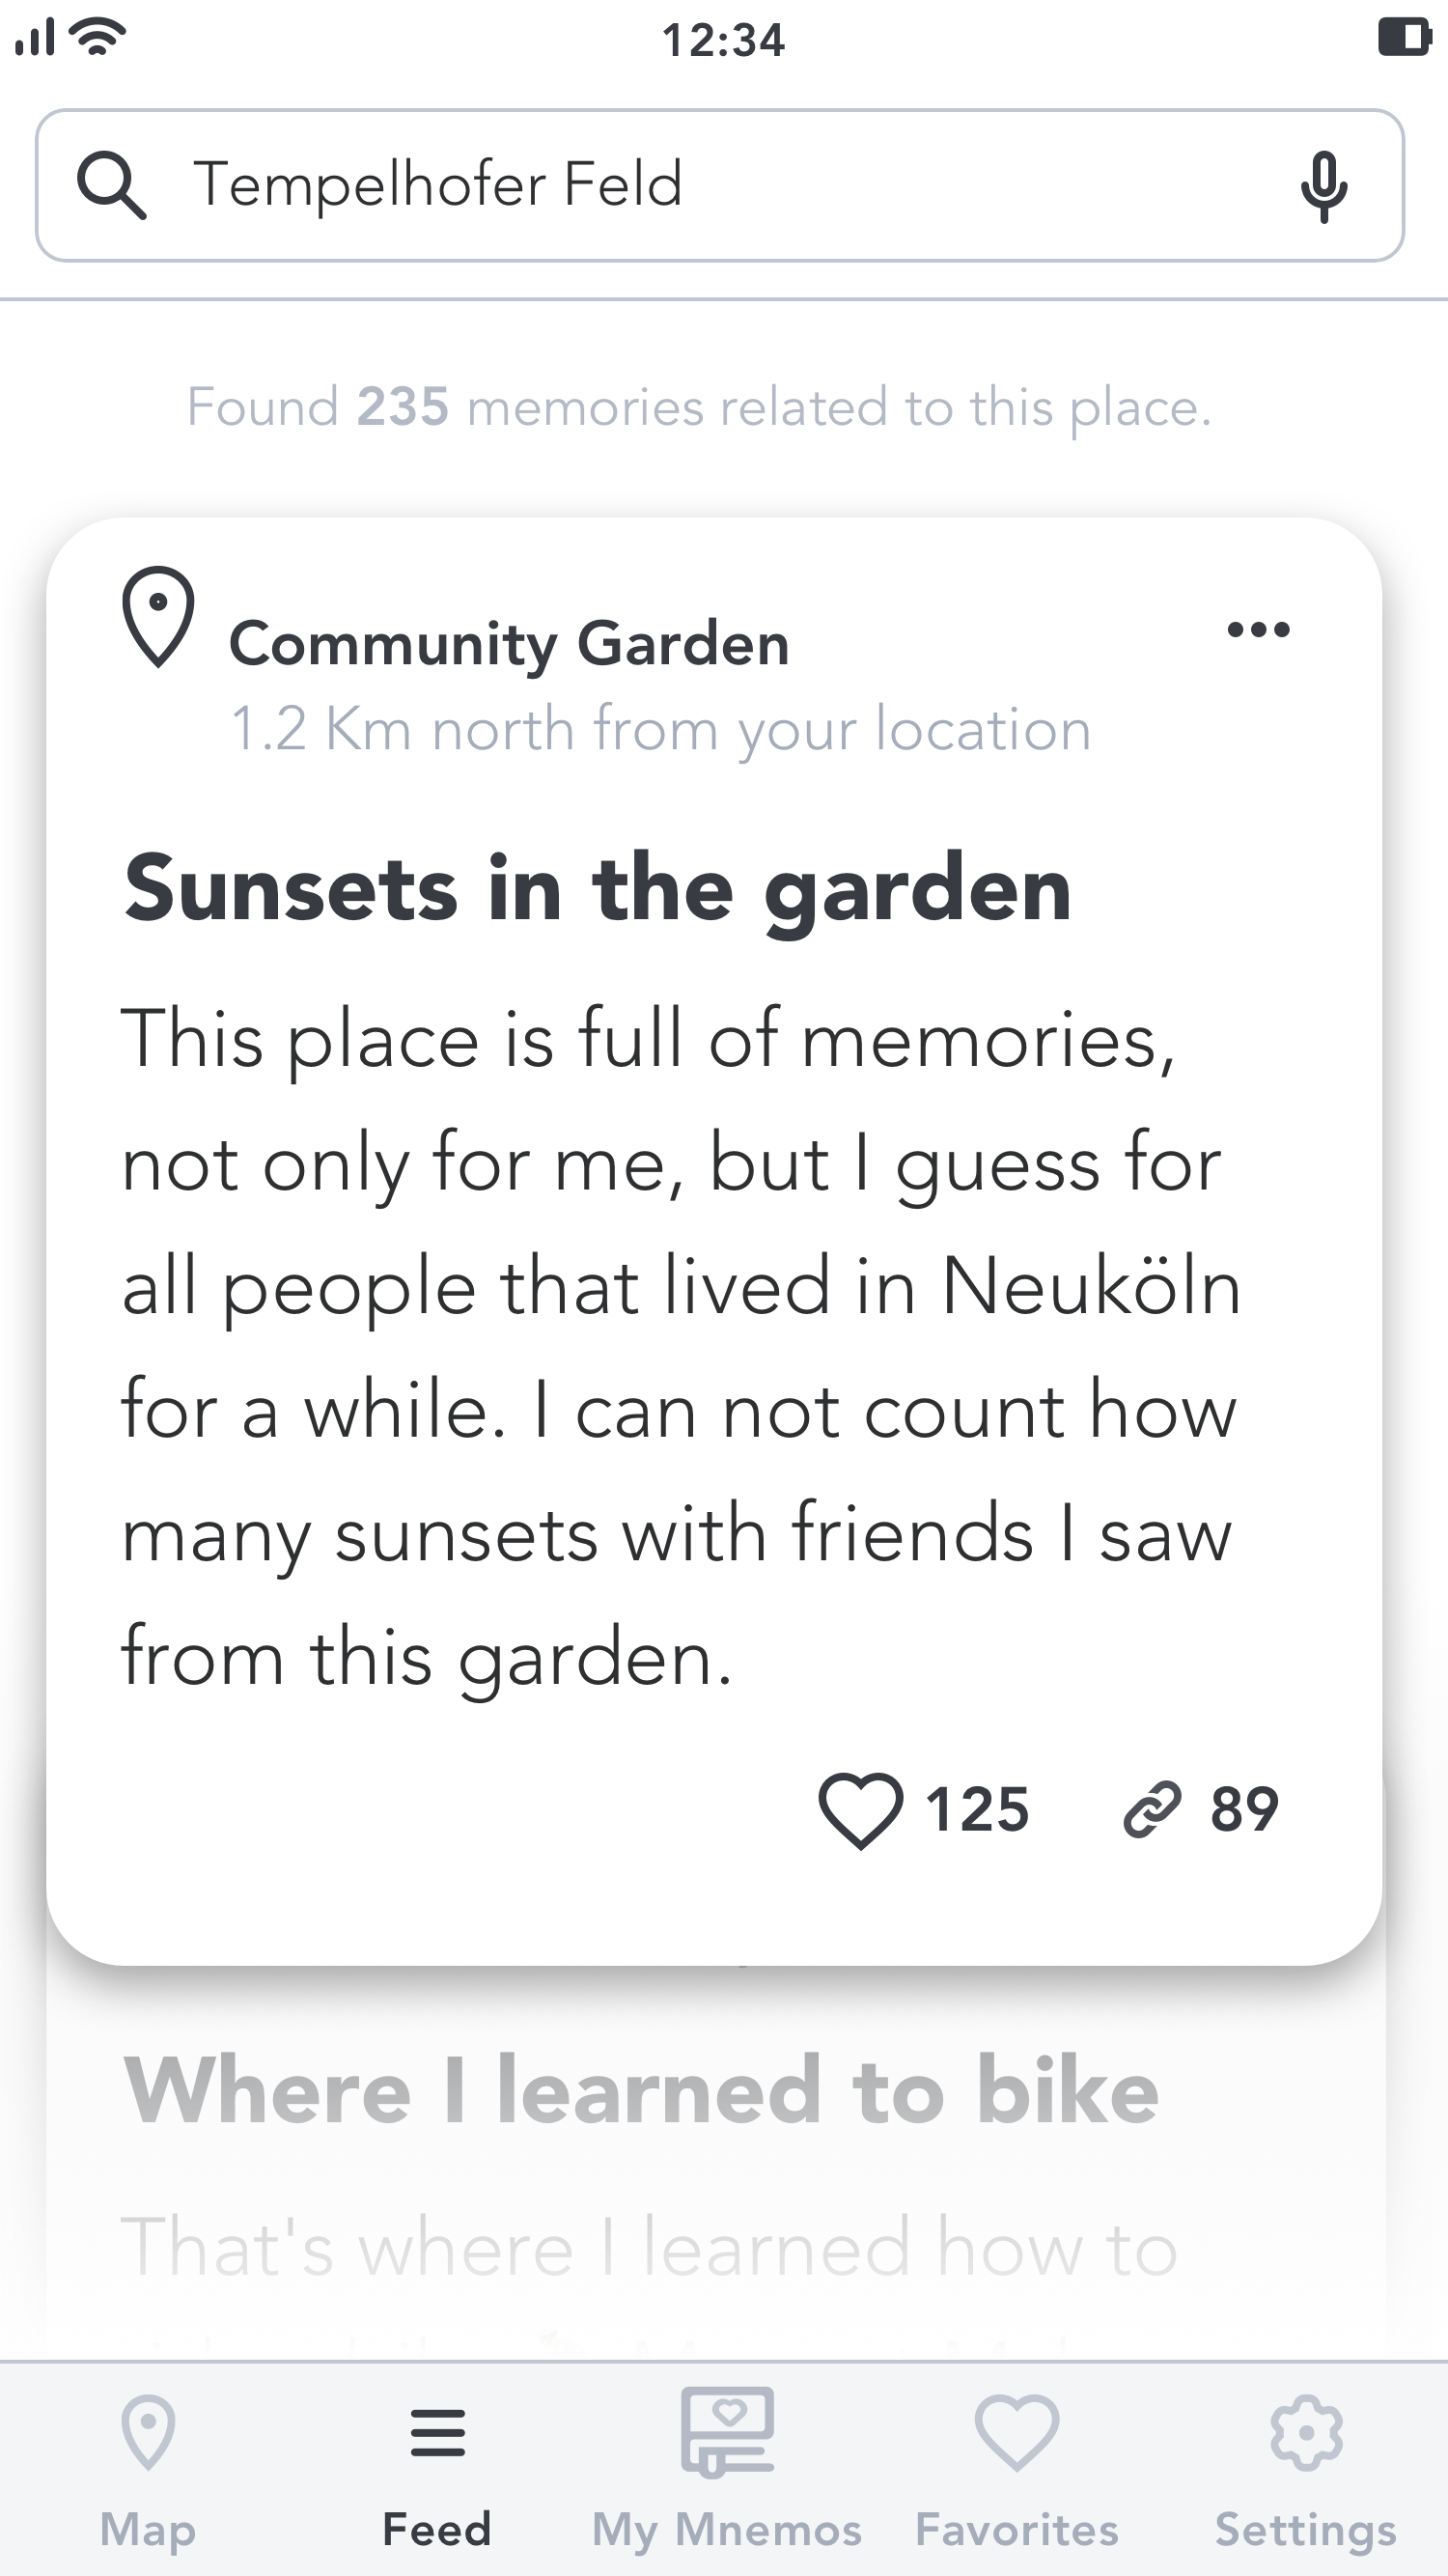 12:34
Tempelhofer Feld
Found 235 memories related to this place.
Community Garden
1.2 Km north from your location
Sunsets in the garden
This place is full of memories,
not only for me, but I guess for
all people that lived in Neuköln
for a while. I can not count how
many sunsets with friends I saw
from this garden.
125 89
Where I learned to bike
That's where I learned how to
Map Feed My Mnemos Favorites Settings